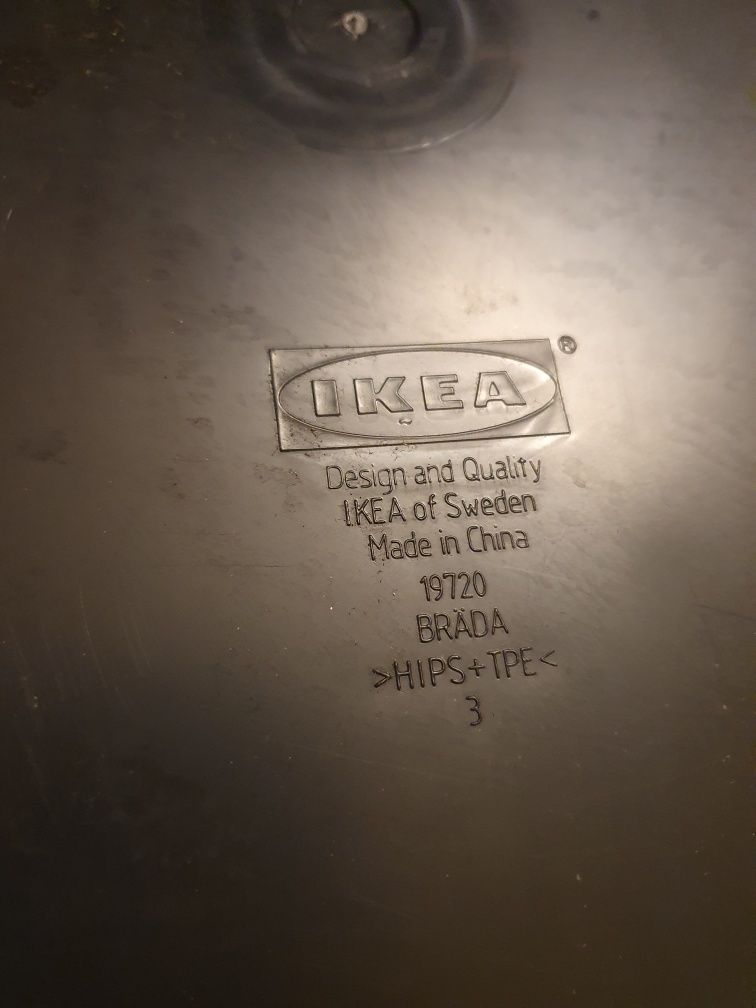 IKEA®
Design and Quality
IKEA of Sweden
Made in China
19720
BRÄDA
>HIPS+TPE<
3